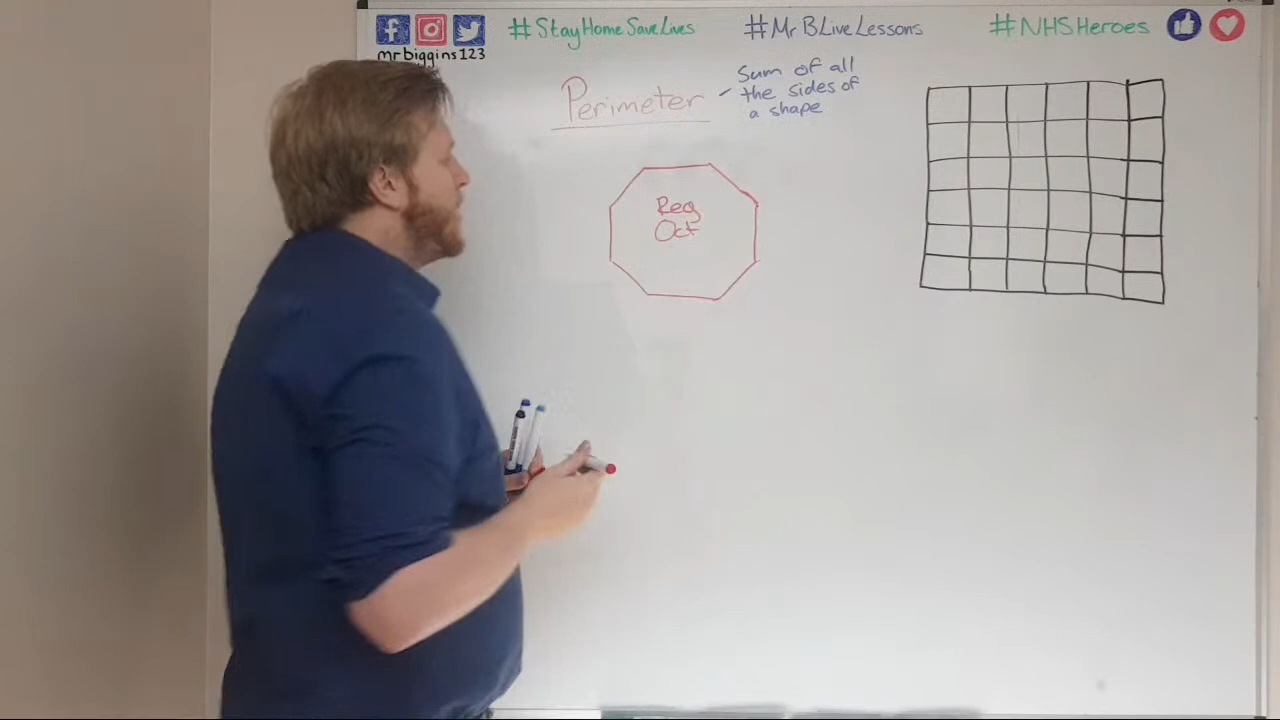 #StayHomeSaveLives #MrBLiveLessons #NHSHeroes
mrbiggins123
Perimeter - Sum of all
the sides of
a shape
Reg
Oct